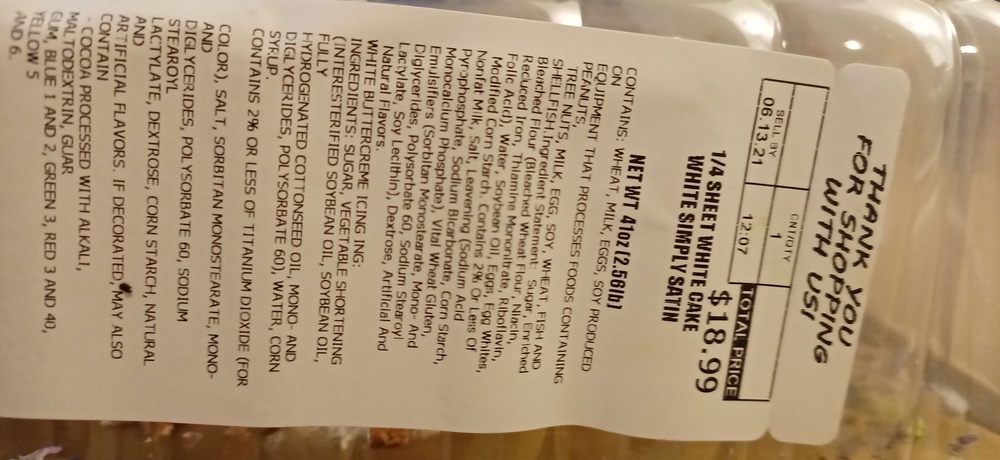 THANK YOU
FOR SHOPPING
WITH US!
SELL BY
06.13.21
CNT/QTY
1
12:07
TOTAL PRICE
$18.99
1/4 SHEET WHITE CAKE
WHITE SIMPLY SATIN
NET WT 41oz [2.56lb]
CONTAINS: WHEAT, MILK, EGGS, SOY PRODUCED
ON
EQUIPMENT THAT PROCESSES FOODS CONTAINING
PEANUTS,
TREE NUTS, MILK, EGG, SOY, WHEAT, FISH AND
SHELLFISH.Ingredient Statement: Sugar, Enriched
Bleached Flour (Bleached Wheat Flour, Niacin,
Reduced Iron, Thiamine Mononitrate, Riboflavin,
Folic Acid), Water, Soybean Oil, Eggs, Egg Whites,
Modified Corn Starch. Contains 2% Or Less Of
Nonfat Milk, Salt, Leavening (Sodium Acid
Pyrophosphate, Sodium Bicarbonate, Corn Starch,
Monocalcium Phosphate), Vital Wheat Gluten,
Emulsifiers (Sorbitan Monostearate, Mono- And
Diglycerides, Polysorbate 60, Sodium Stearoyl
Lactylate, Soy Lecithin), Dextrose, Artificial And
Natural Flavors.
WHITE BUTTERCREME ICING ING:
INGREDIENTS: SUGAR, VEGETABLE SHORTENING
(INTERESTERIFIED SOYBEAN OIL, SOYBEAN OIL,
FULLY
HYDROGENATED COTTONSEED OIL, MONO- AND
DIGLYCERIDES, POLYSORBATE 60), WATER, CORN
SYRUP.
CONTAINS 2% OR LESS OF TITANIUM DIOXIDE (FOR
COLOR), SALT, SORBITAN MONOSTEARATE, MONO-
AND
DIGLYCERIDES, POLYSORBATE 60, SODIUM
STEAROYL
LACTYLATE, DEXTROSE, CORN STARCH, NATURAL
AND
ARTIFICIAL FLAVORS. IF DECORATED, MAY ALSO
CONTAIN
- COCOA PROCESSED WITH ALKALI,
MALTODEXTRIN, GUAR
GUM, BLUE 1 AND 2, GREEN 3, RED 3 AND 40,
YELLOW 5
AND 6.